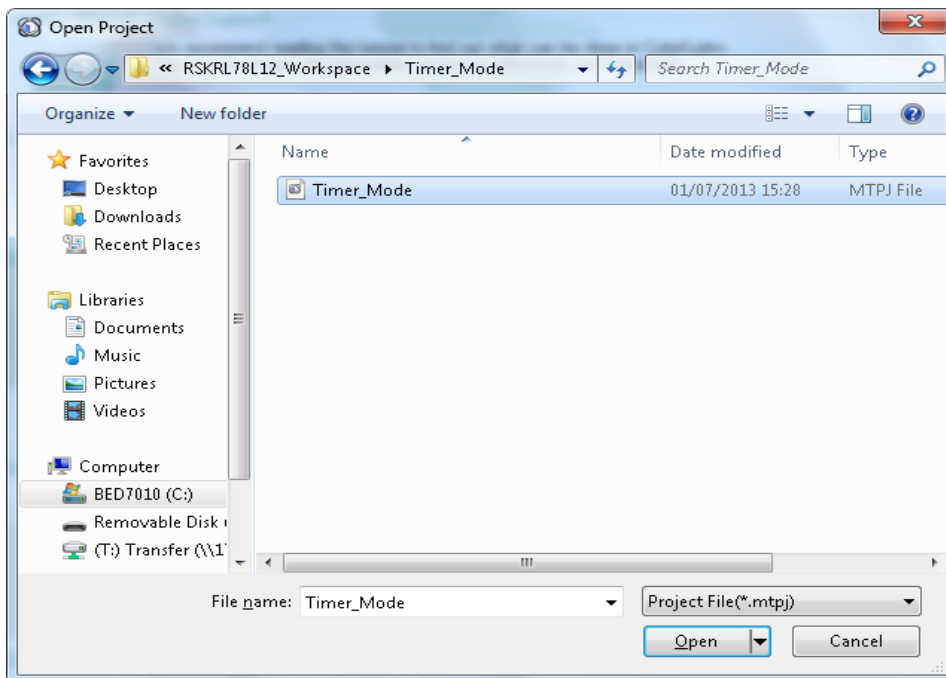 Open Project
« RSKRL78L12_Workspace Timer_Mode
Search Timer_Mode
Organize
New folder
Name
Date modified
Type
Favorites
Desktop
Downloads
Recent Places
Libraries
Documents
Music
Pictures
Videos
Computer
BED7010 (C:)
Removable Disk
(T:) Transfer (\\1
Timer_Mode
01/07/2013 15:28
MTPJ File
File name:
Timer_Mode
Project File(*.mtpj)
Open
Cancel